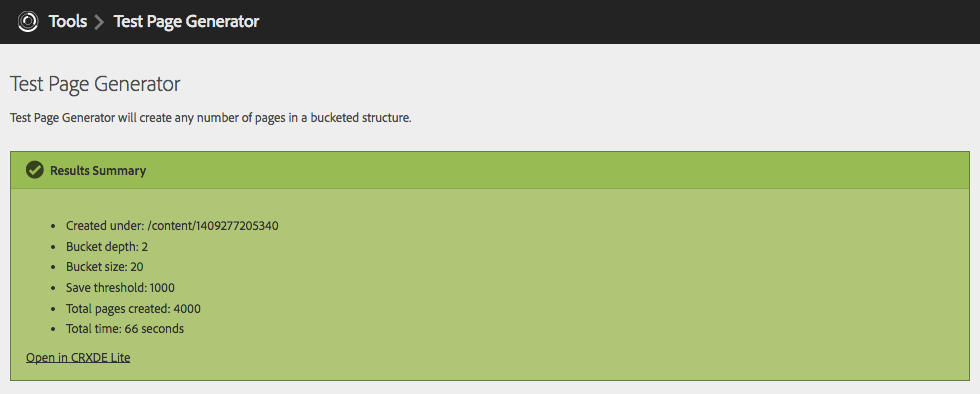 Tools > Test Page Generator
Test Page Generator
Test Page Generator will create any number of pages in a bucketed structure.
Results Summary
• Created under: /content/1409277205340
• Bucket depth: 2
• Bucket size: 20
• Save threshold: 1000
• Total pages created: 4000
• Total time: 66 seconds
Open in CRXDE Lite